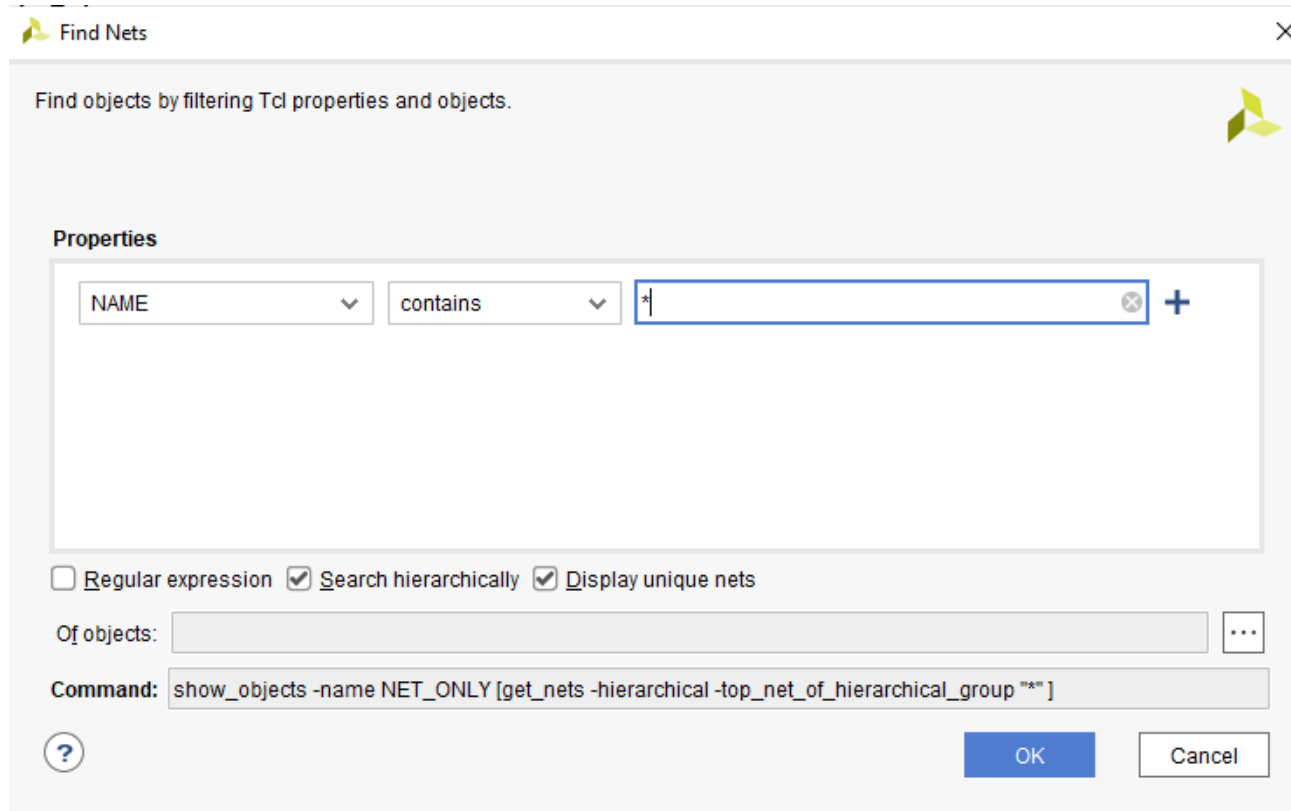 Find Nets
Find objects by filtering Tcl properties and objects.
Properties
NAME contains *
Regular expression Search hierarchically Display unique nets
Of objects: ...
Command: show_objects -name NET_ONLY [get_nets -hierarchical -top_net_of_hierarchical_group "*" ]
? OK Cancel